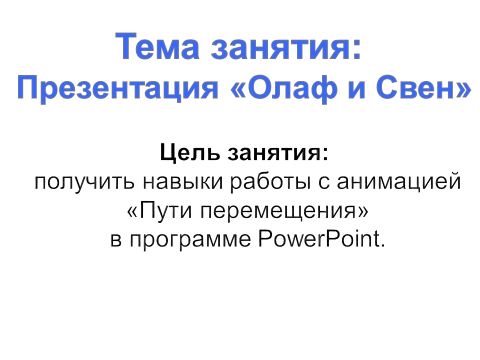 Тема занятия:
Презентация «Олаф и Свен»
Цель занятия:
получить навыки работы с анимацией
«Пути перемещения»
в программе PowerPoint.